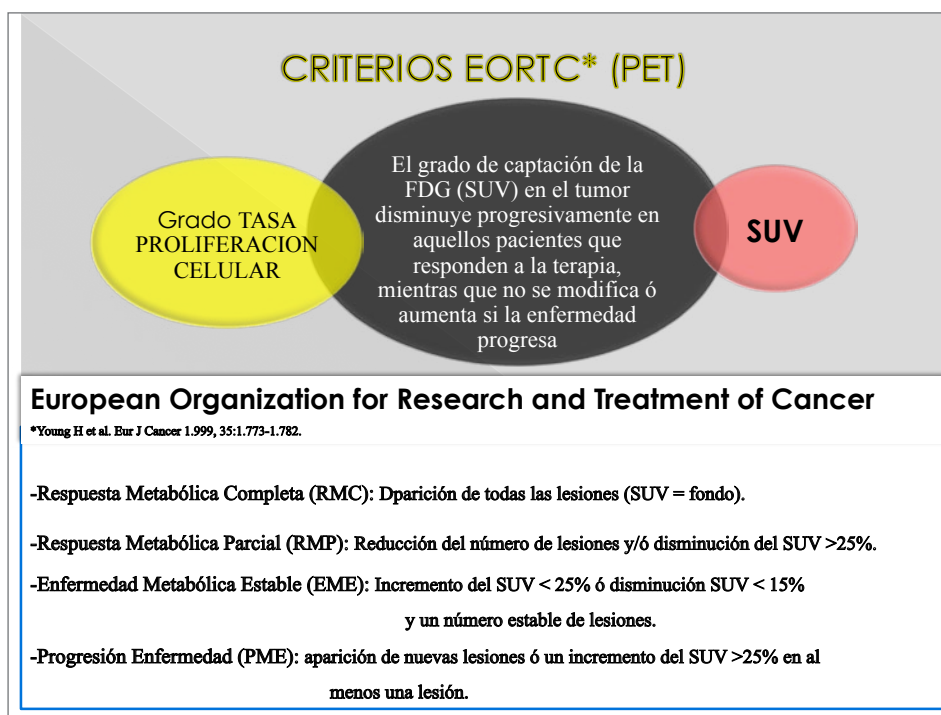 CRITERIOS EORTC* (PET)
Grado TASA
PROLIFERACION
CELULAR
El grado de captación de la
FDG (SUV) en el tumor
disminuye progresivamente en
aquellos pacientes que
responden a la terapia,
mientras que no se modifica ó
aumenta si la enfermedad
progresa
SUV
European Organization for Research and Treatment of Cancer
*Young H et al. Eur J Cancer 1.999, 35:1.773-1.782.
-Respuesta Metabólica Completa (RMC): Dparición de todas las lesiones (SUV = fondo).
-Respuesta Metabólica Parcial (RMP): Reducción del número de lesiones y/ó disminución del SUV >25%.
-Enfermedad Metabólica Estable (EME): Incremento del SUV < 25% ó disminución SUV < 15%
y un número estable de lesiones.
-Progresión Enfermedad (PME): aparición de nuevas lesiones ó un incremento del SUV >25% en al
menos una lesión.